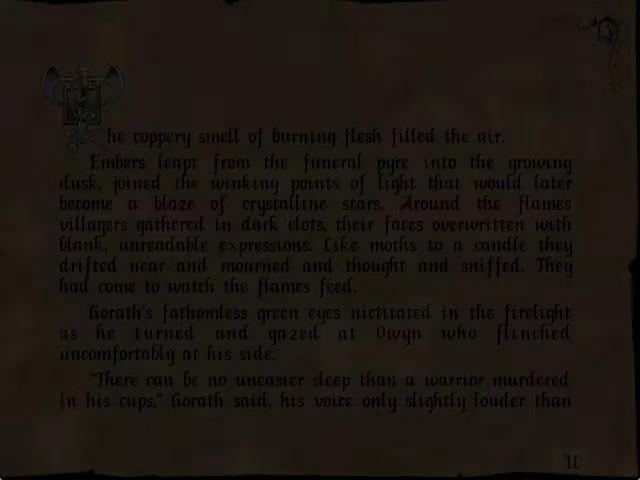 The coppery smell of burning flesh filled the air.
Embers leapt from the funeral pyre into the growing
dusk, joined the winking points of light that would later
become a blaze of crystalline stars. Around the flames
villagers gathered in dark clots, their faces overwritten with
blank, unreadable expressions. Like moths to a candle they
drifted near and mourned and thought and sniffed. They
had come to watch the flames feed.
Gorath's fathomless green eyes nictitated in the firelight
as he turned and gazed at Owyn who flinched
uncomfortably at his side.
"There can be no uneasier sleep than a warrior murdered
in his cups," Gorath said, his voice only slightly louder than